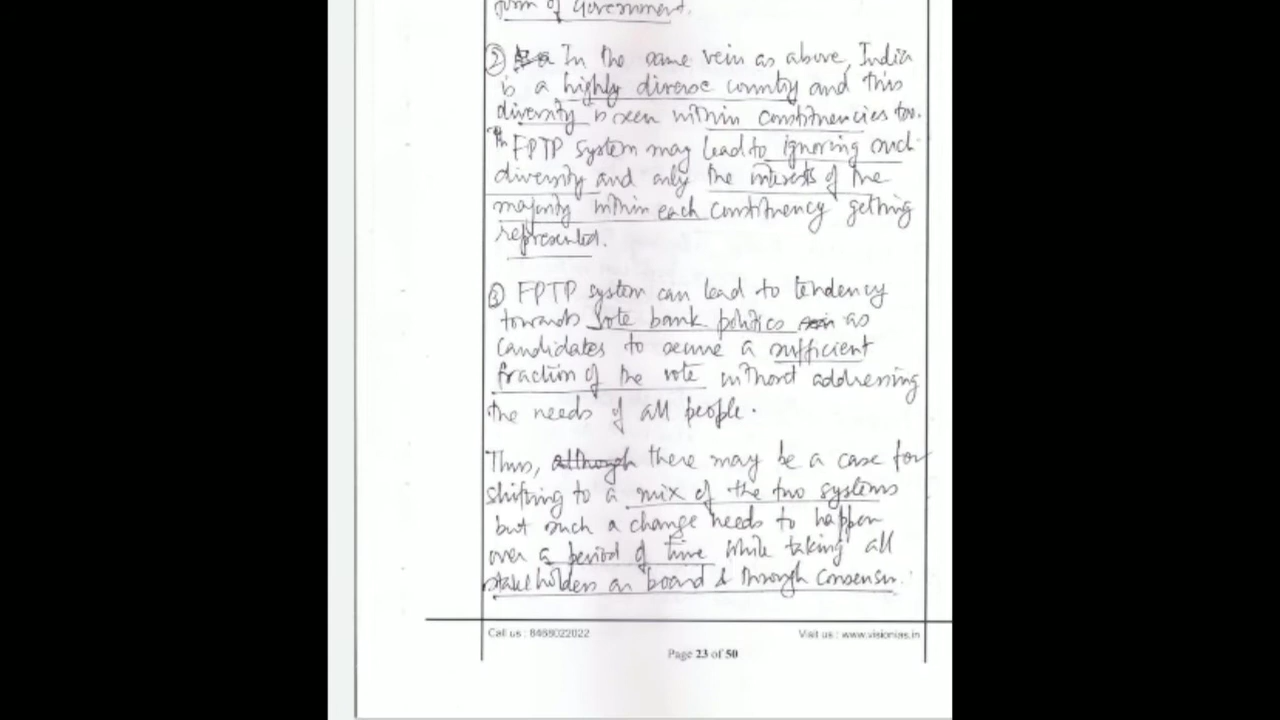 form of Government.
② In the same vein as above, India
is a highly diverse country and this
diversity is seen within constituencies too.
The FPTP system may lead to ignoring such
diversity and only the interests of the
majority within each constituency getting
represented.
③ FPTP system can lead to tendency
towards vote bank politics as
candidates to secure a sufficient
fraction of the vote without addressing
the needs of all people.
Thus, although there may be a case for
shifting to a mix of the two systems
but such a change needs to happen
over a period of time while taking all
stakeholders on board & through consensus.
Call us : 8468022022
Visit us : www.visionias.in
Page 23 of 50